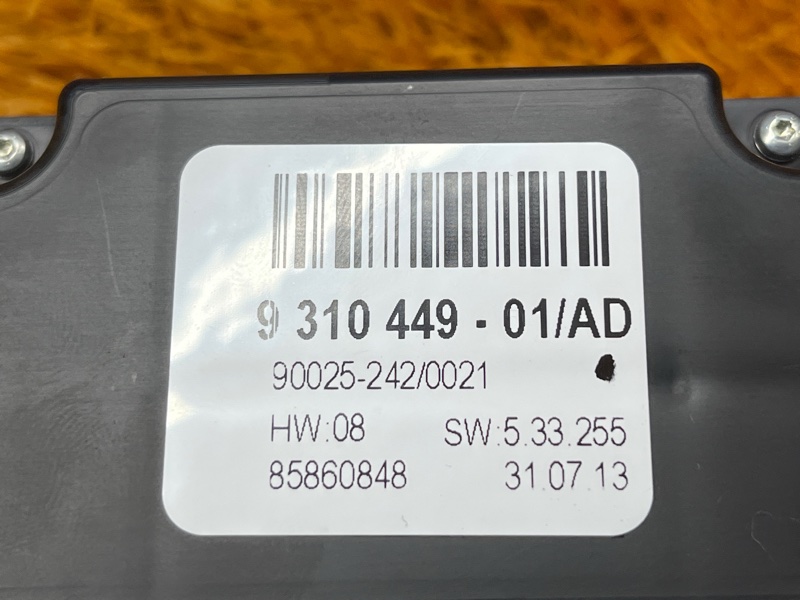 9 310 449 - 01/AD
90025-242/0021
HW:08 SW:5.33.255
85860848 31.07.13